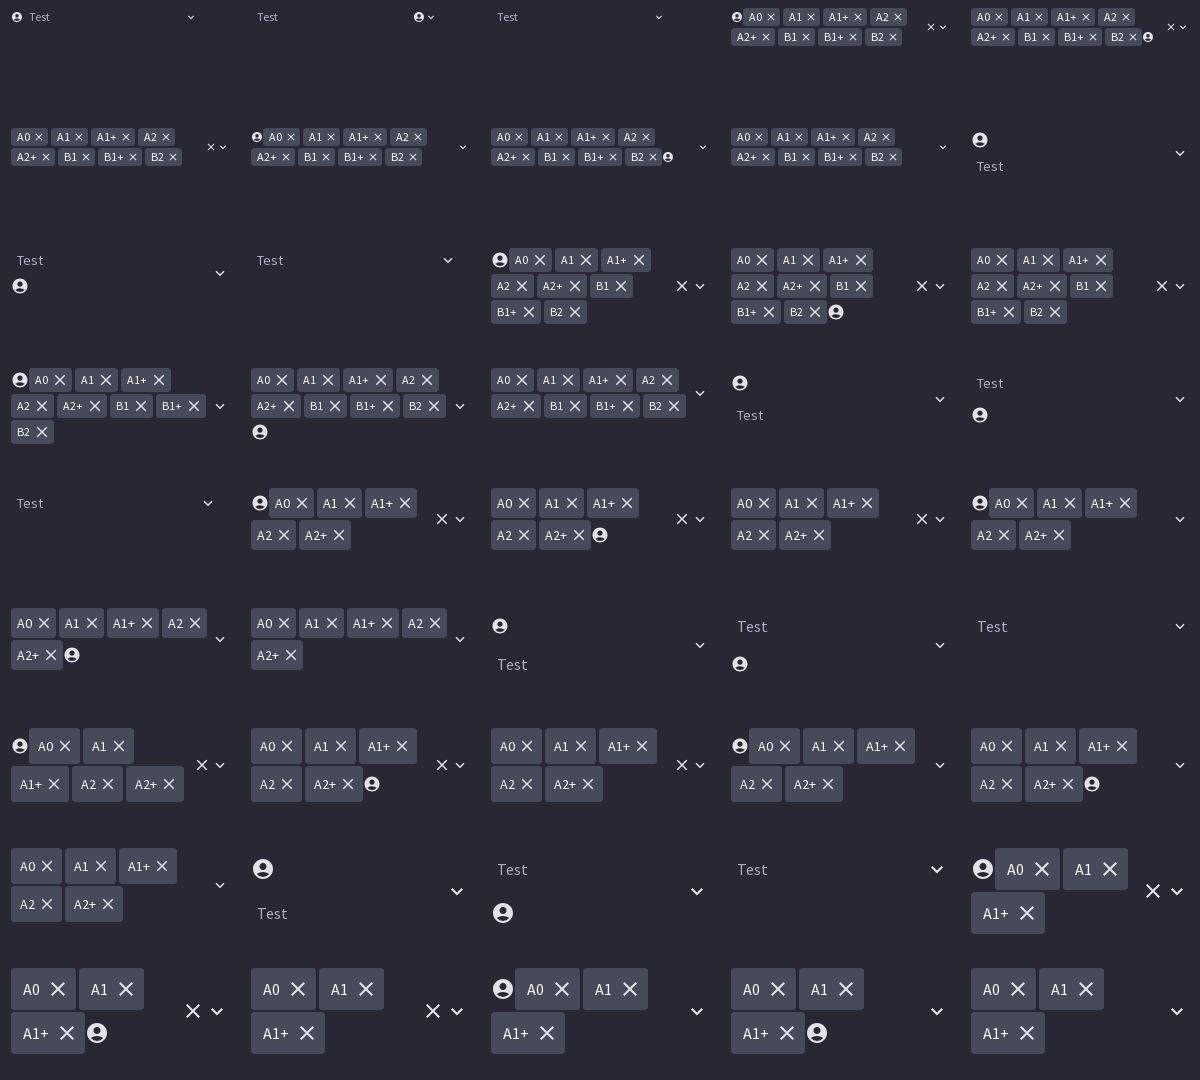 Test Test Test A0 A1 A1+ A2 A0 A1 A1+ A2
A2+ B1 B1+ B2 A2+ B1 B1+ B2
A0 A1 A1+ A2 A0 A1 A1+ A2 A0 A1 A1+ A2 A0 A1 A1+ A2
A2+ B1 B1+ B2 A2+ B1 B1+ B2 A2+ B1 B1+ B2 A2+ B1 B1+ B2 Test
Test Test A0 A1 A1+ A0 A1 A1+ A0 A1 A1+
A2 A2+ B1 A2 A2+ B1 A2 A2+ B1
B1+ B2 B1+ B2 B1+ B2
A0 A1 A1+ A0 A1 A1+ A2 A0 A1 A1+ A2 Test
A2 A2+ B1 B1+ A2+ B1 B1+ B2 A2+ B1 B1+ B2 Test
B2
Test A0 A1 A1+ A0 A1 A1+ A0 A1 A1+ A0 A1 A1+
A2 A2+ A2 A2+ A2 A2+ A2 A2+
A0 A1 A1+ A2 A0 A1 A1+ A2 Test Test
A2+ A2+ Test
A0 A1 A0 A1 A1+ A0 A1 A1+ A0 A1 A1+ A0 A1 A1+
A1+ A2 A2+ A2 A2+ A2 A2+ A2 A2+ A2 A2+
A0 A1 A1+ Test Test A0 A1
A2 A2+ Test A1+
A0 A1 A0 A1 A0 A1 A0 A1 A0 A1
A1+ A1+ A1+ A1+ A1+